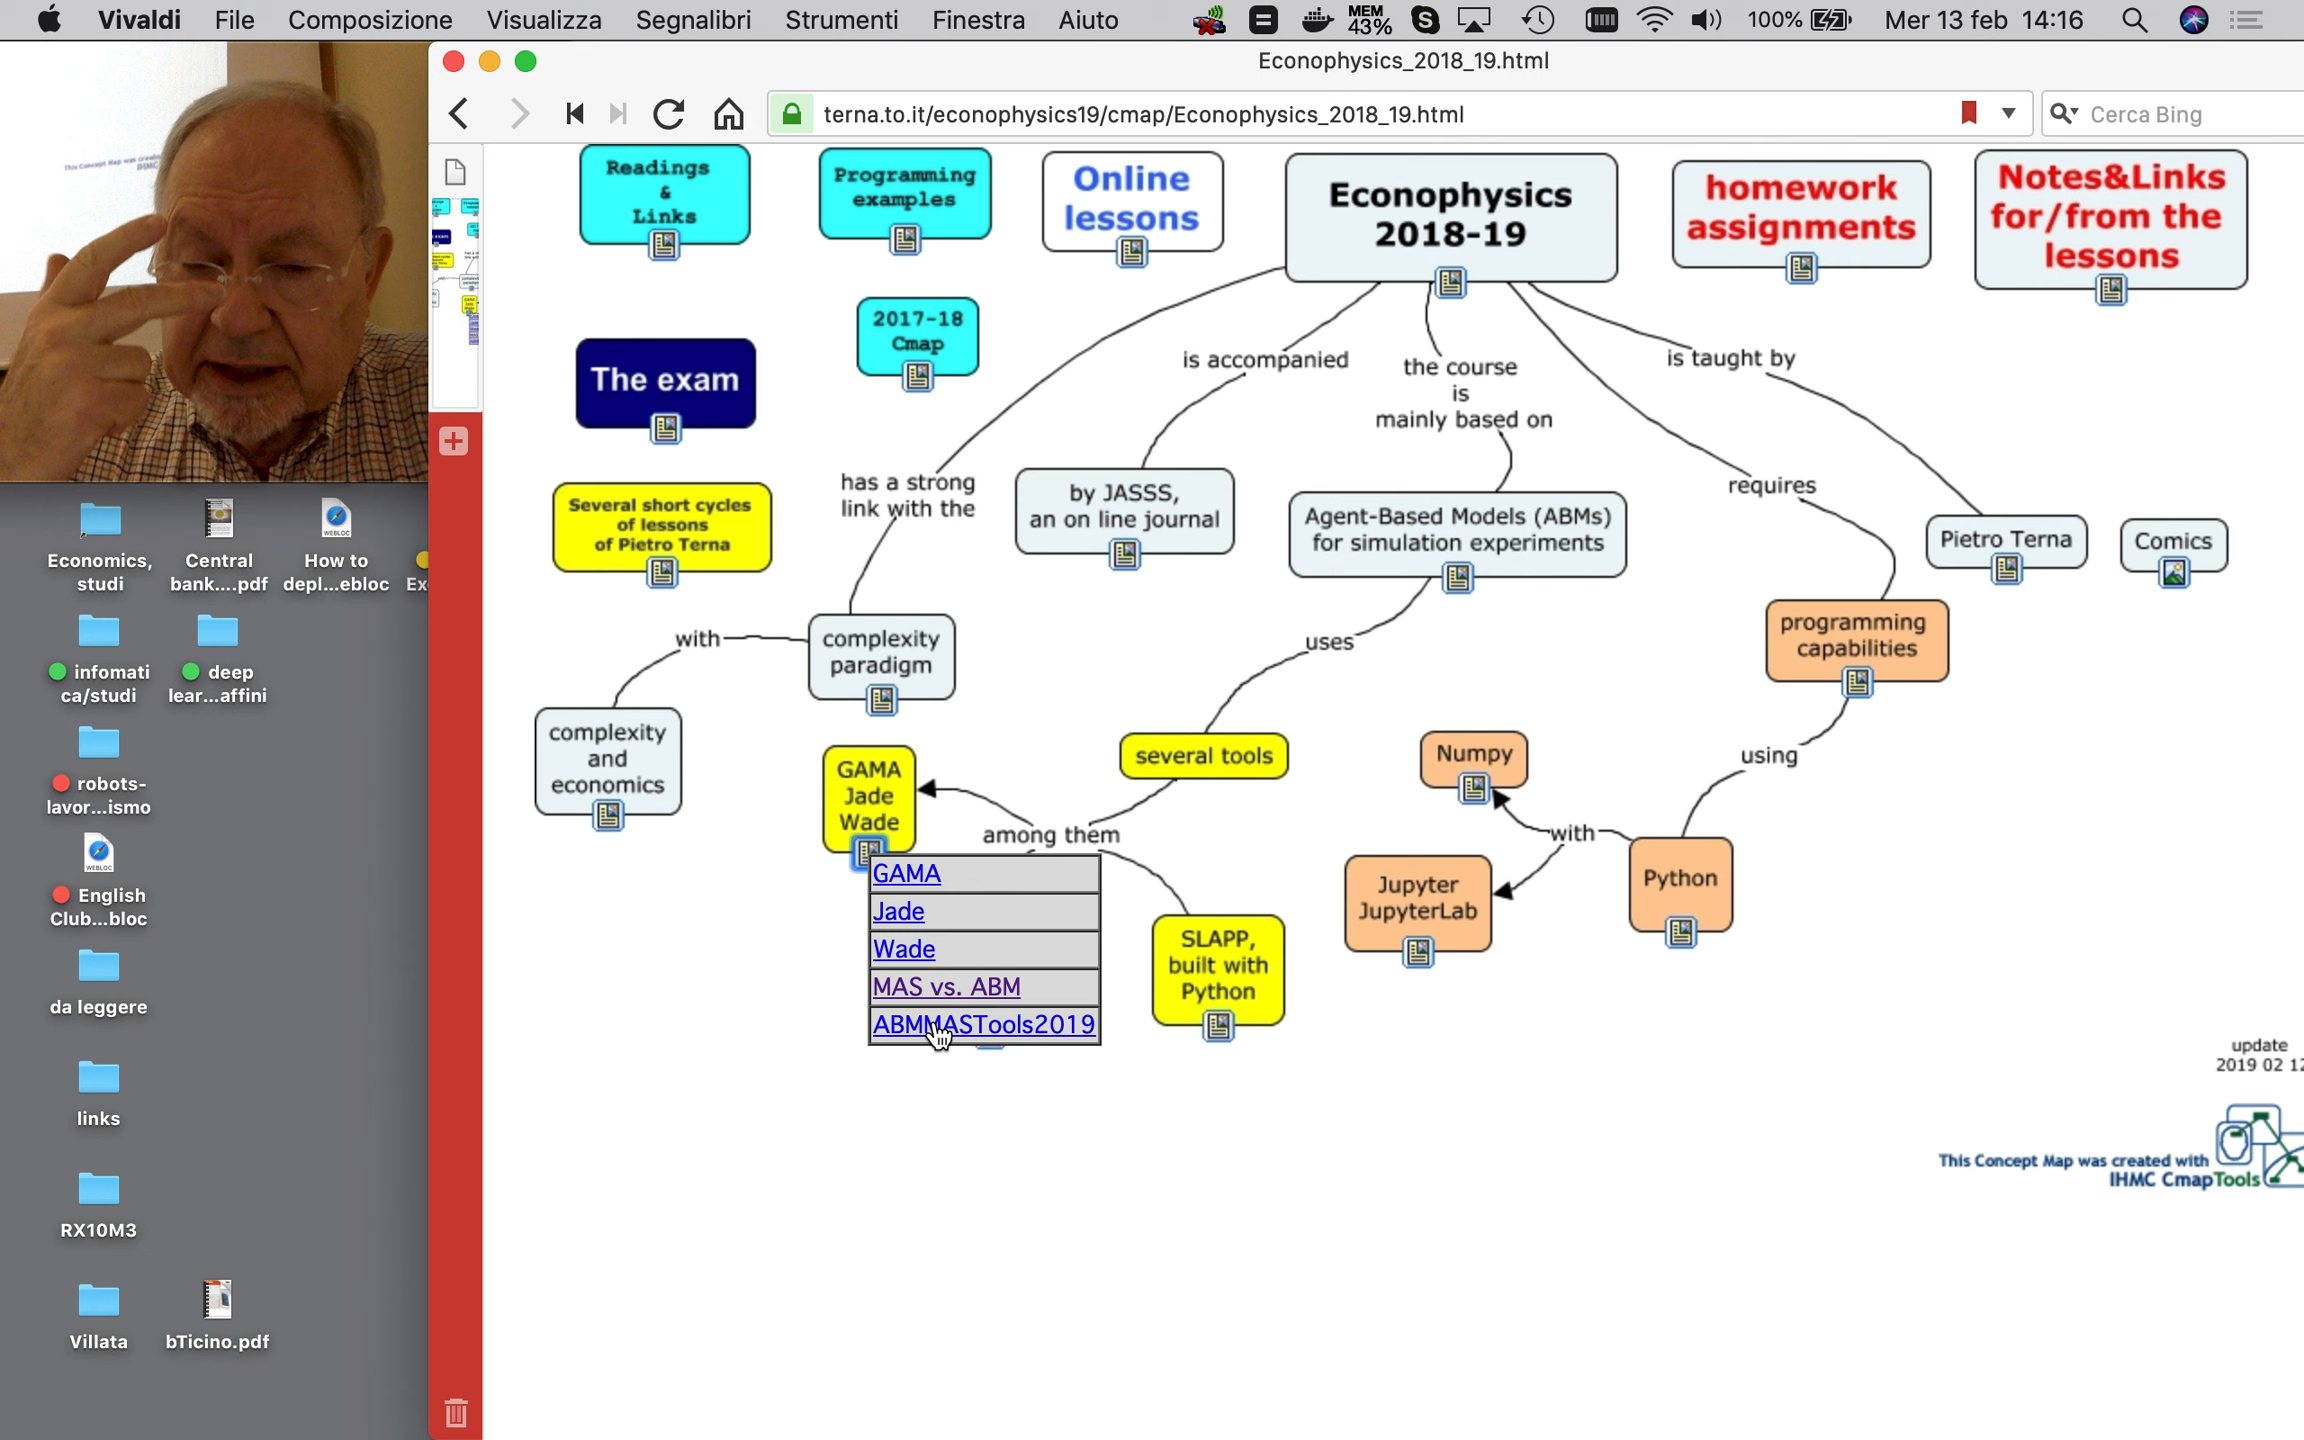 Vivaldi File Composizione Visualizza Segnalibri Strumenti Finestra Aiuto MEM 43% 100% Mer 13 feb 14:16
Econophysics_2018_19.html
terna.to.it/econophysics19/cmap/Econophysics_2018_19.html
Cerca Bing
This Concept Map was
IHMC
Readings
&
Links
Programming
examples
Online
lessons
Econophysics
2018-19
homework
assignments
Notes&Links
for/from the
lessons
2017-18
Cmap
The exam
is accompanied
the course
is
mainly based on
is taught by
Several short cycles
of lessons
of Pietro Terna
has a strong
link with the
by JASSS,
an on line journal
Agent-Based Models (ABMs)
for simulation experiments
requires
Pietro Terna
Comics
with
complexity
paradigm
uses
programming
capabilities
complexity
and
economics
GAMA
Jade
Wade
several tools
Numpy
using
among them
with
Jupyter
JupyterLab
Python
GAMA
Jade
Wade
MAS vs. ABM
ABMMASTools2019
SLAPP,
built with
Python
update
2019 02 12
This Concept Map was created with
IHMC CmapTools
Economics,
studi
Central
bank....pdf
WEBLOC
How to
depl...ebloc
Ex
infomati
ca/studi
deep
lear...affini
robots-
lavor...ismo
WEBLOC
English
Club...bloc
da leggere
links
RX10M3
Villata
bTicino.pdf